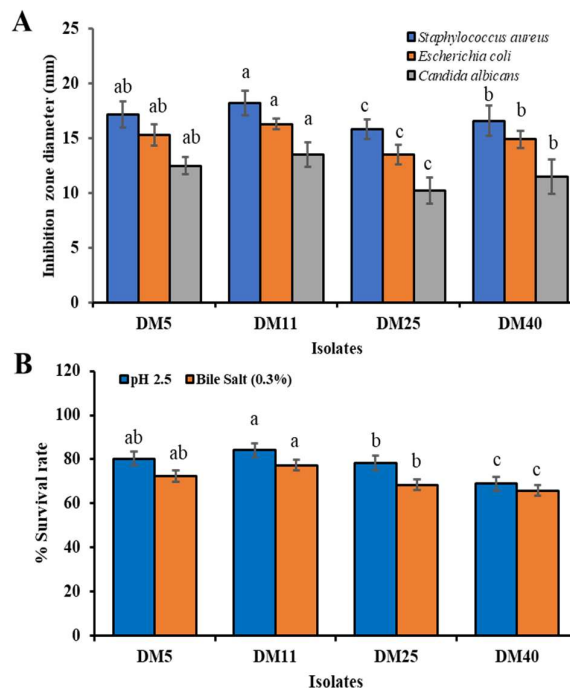 A
Inhibition zone diameter (mm)
25
20
15
10
5
0
Staphylococcus aureus
Escherichia coli
Candida albicans
ab
ab
ab
a
a
a
c
c
c
b
b
b
DM5
DM11
DM25
DM40
Isolates
B
% Survival rate
120
100
80
60
40
20
0
pH 2.5
Bile Salt (0.3%)
ab
ab
a
a
b
b
c
c
DM5
DM11
DM25
DM40
Isolates